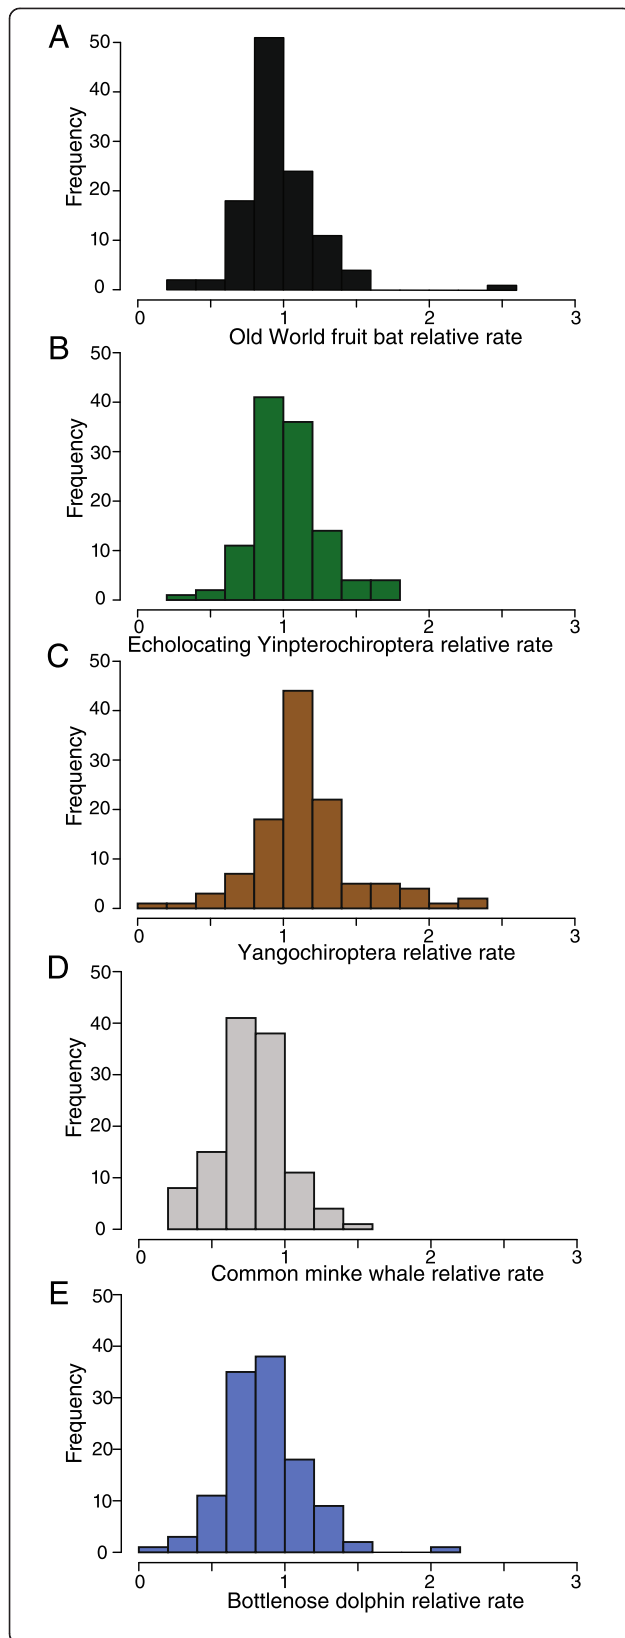 A
50
40
30
20
10
0
Frequency
0 1 2 3
Old World fruit bat relative rate
B
50
40
30
20
10
0
Frequency
0 1 2 3
Echolocating Yinpterochiroptera relative rate
C
50
40
30
20
10
0
Frequency
0 1 2 3
Yangochiroptera relative rate
D
50
40
30
20
10
0
Frequency
0 1 2 3
Common minke whale relative rate
E
50
40
30
20
10
0
Frequency
0 1 2 3
Bottlenose dolphin relative rate